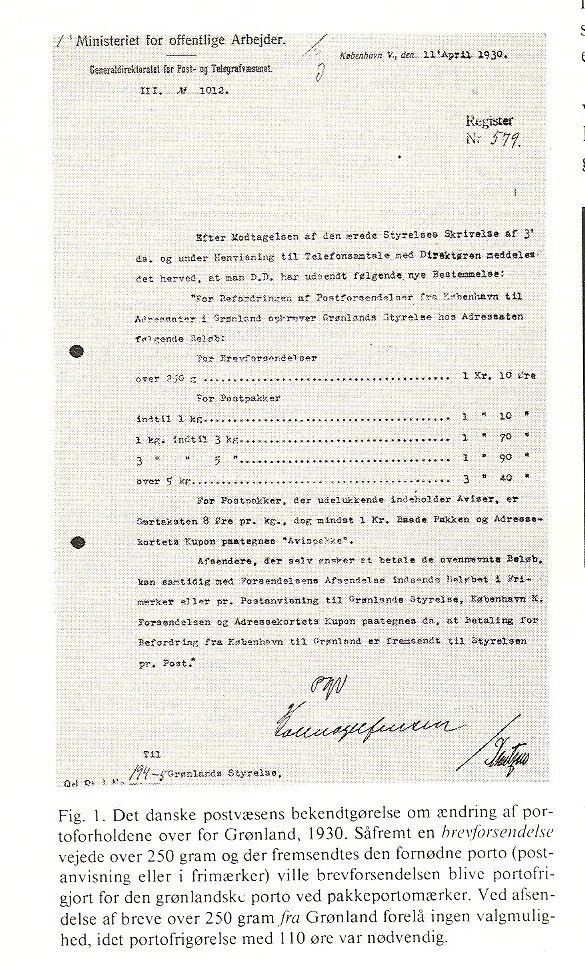 Ministeriet for offentlige Arbejder.
København V., den 11' April 1930.
Generaldirektoratet for Post- og Telegrafvæsenet.
III. № 1012.
Register
Nr. 579.
Efter Modtagelsen af den ærede Styrelses Skrivelse af 3'
ds. og under Henvisning til Telefonsamtale med Direktøren meddeles
det herved, at man D.D. har udsendt følgende nye Bestemmelse:
"For Befordringen af Postforsendelser fra København til
Adressater i Grønland opkræver Grønlands Styrelse hos Adressaten
følgende Beløb:
For Brevforsendelser
over 250 g ........................................ 1 Kr. 10 Øre
For Postpakker
indtil 1 kg........................................ 1 " 10 "
1 kg. indtil 3 kg.................................. 1 " 70 "
3 " " 5 "........................................ 1 " 90 "
over 5 kg.......................................... 3 " 40 "
For Postpakker, der udelukkende indeholder Aviser, er
Særtaksten 8 Øre pr. kg., dog mindst 1 Kr. Baade Pakken og Adresse-
kortets Kupon paategnes "Avispakke".
Afsendere, der selv ønsker at betale de ovennævnte Beløb,
kan samtidig med Forsendelsens Afsendelse indsende Beløbet i Fri-
mærker eller pr. Postanvisning til Grønlands Styrelse, København K.
Forsendelsen og Adressekortets Kupon paategnes da, at Betaling for
Befordring fra København til Grønland er fremsendt til Styrelsen
pr. Post."
Til
194-5 Grønlands Styrelse.
Fig. 1. Det danske postvæsens bekendtgørelse om ændring af por-
toforholdene over for Grønland, 1930. Såfremt en brevforsendelse
vejede over 250 gram og der fremsendtes den fornødne porto (post-
anvisning eller i frimærker) ville brevforsendelsen blive portofri-
gjort for den grønlandske porto ved pakkeportomærker. Ved afsen-
delse af breve over 250 gram fra Grønland forelå ingen valgmulig-
hed, idet portofrigørelse med 110 øre var nødvendig.